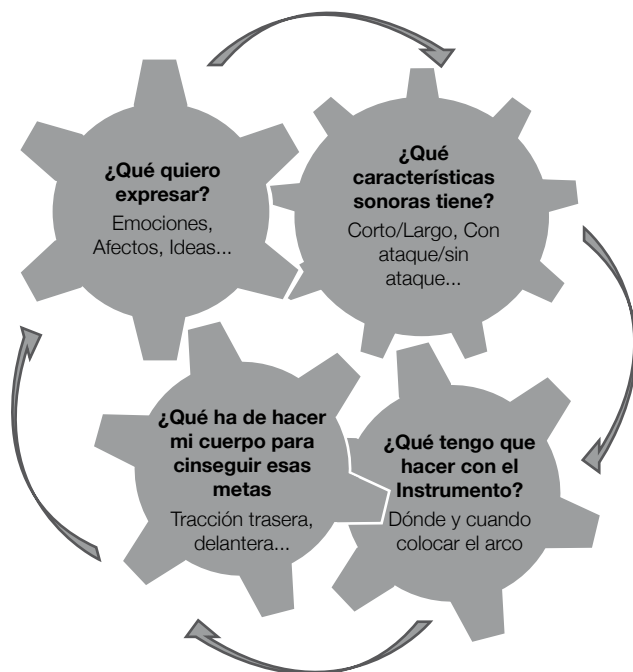 ¿Qué quiero
expresar?
Emociones,
Afectos, Ideas...
¿Qué
características
sonoras tiene?
Corto/Largo, Con
ataque/sin
ataque...
¿Qué tengo que
hacer con el
Instrumento?
Dónde y cuando
colocar el arco
¿Qué ha de hacer
mi cuerpo para
cinseguir esas
metas
Tracción trasera,
delantera...